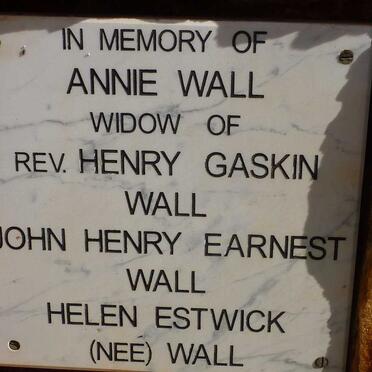 IN MEMORY OF
ANNIE WALL
WIDOW OF
REV. HENRY GASKIN
WALL
JOHN HENRY EARNEST
WALL
HELEN ESTWICK
(NEE) WALL